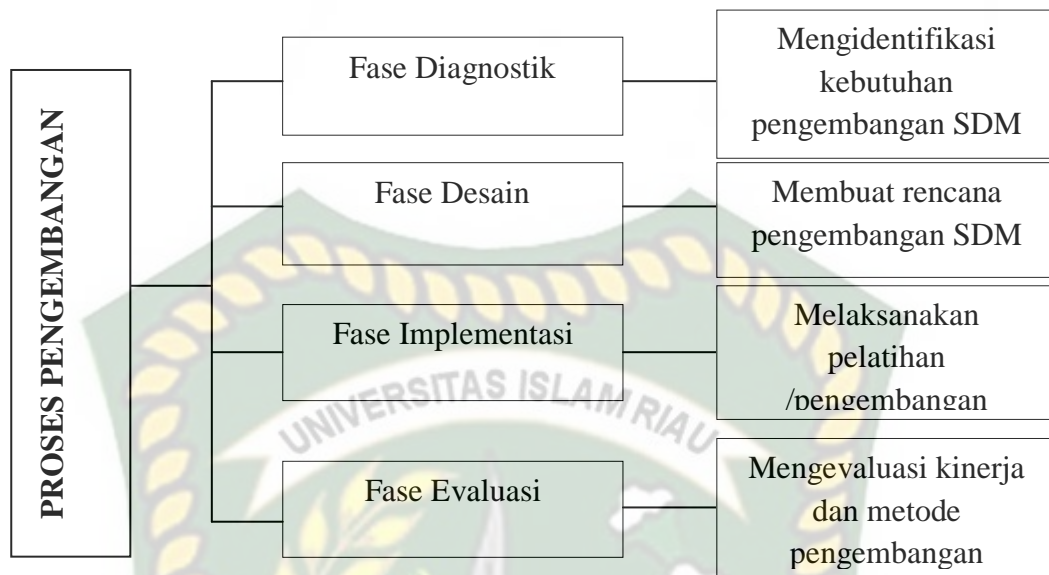 PROSES PENGEMBANGAN
Fase Diagnostik
Mengidentifikasi
kebutuhan
pengembangan SDM
Fase Desain
Membuat rencana
pengembangan SDM
Fase Implementasi
Melaksanakan
pelatihan
/pengembangan
Fase Evaluasi
Mengevaluasi kinerja
dan metode
pengembangan
UNIVERSITAS ISLAM RIAU